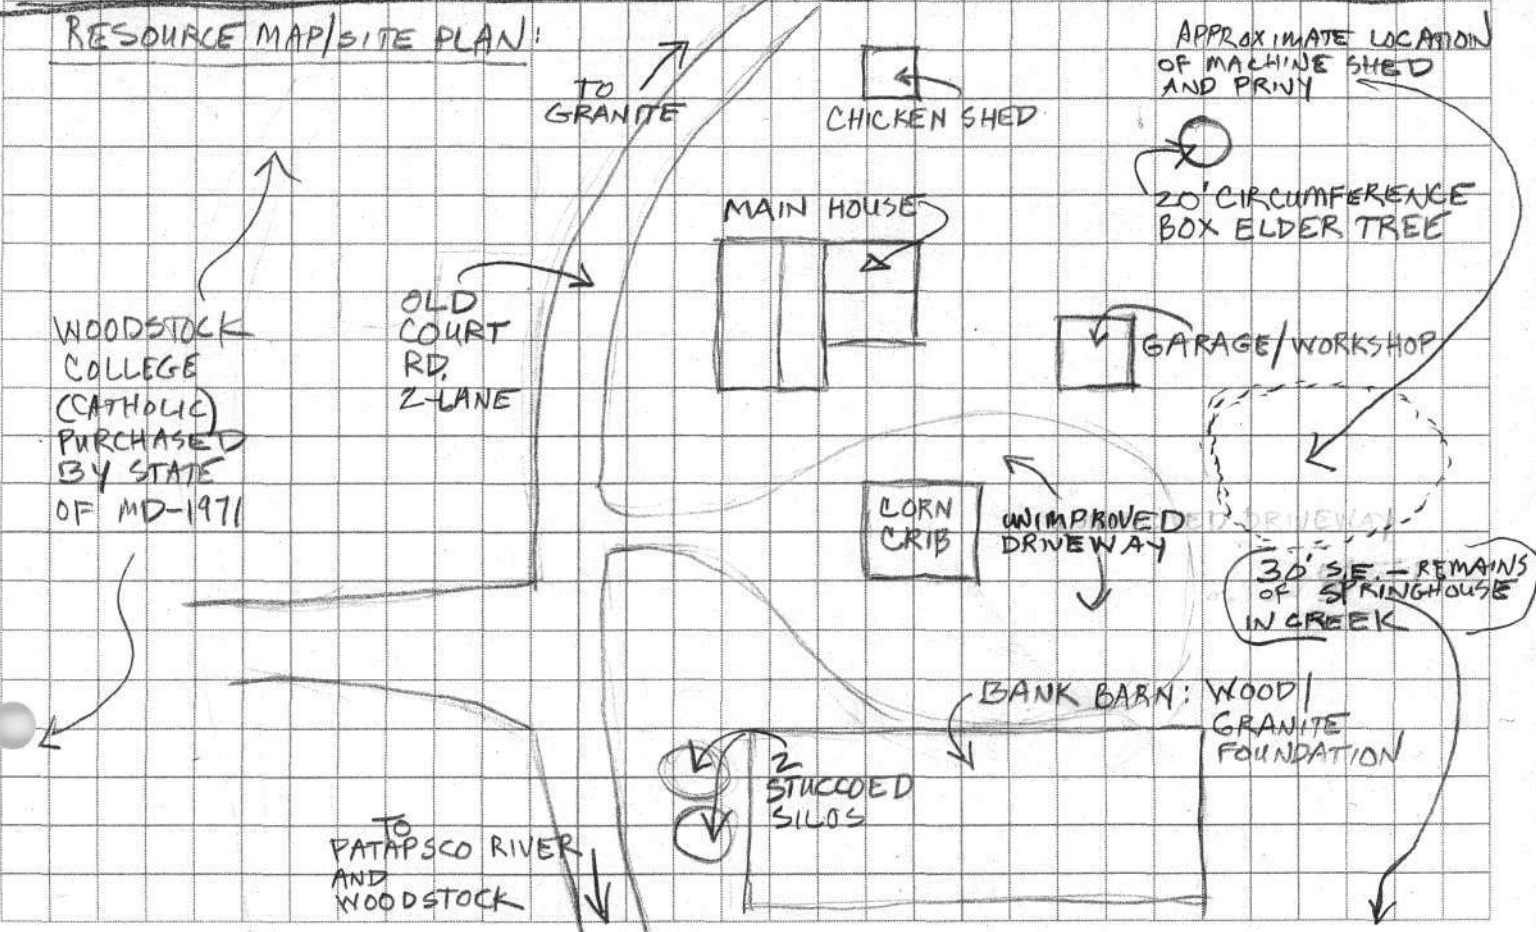 RESOURCE MAP/SITE PLAN:
TO
GRANITE
CHICKEN SHED
APPROXIMATE LOCATION
OF MACHINE SHED
AND PRIVY
20' CIRCUMFERENCE
BOX ELDER TREE
MAIN HOUSE
OLD
COURT
RD.
2-LANE
WOODSTOCK
COLLEGE
(CATHOLIC)
PURCHASED
BY STATE
OF MD-1971
GARAGE/WORKSHOP
CORN
CRIB
UNIMPROVED
DRIVEWAY
30' S.E. - REMAINS
OF SPRINGHOUSE
IN CREEK
BANK BARN: WOOD/
GRANITE
FOUNDATION
2
STUCCOED
SILOS
TO
PATAPSCO RIVER
AND
WOODSTOCK